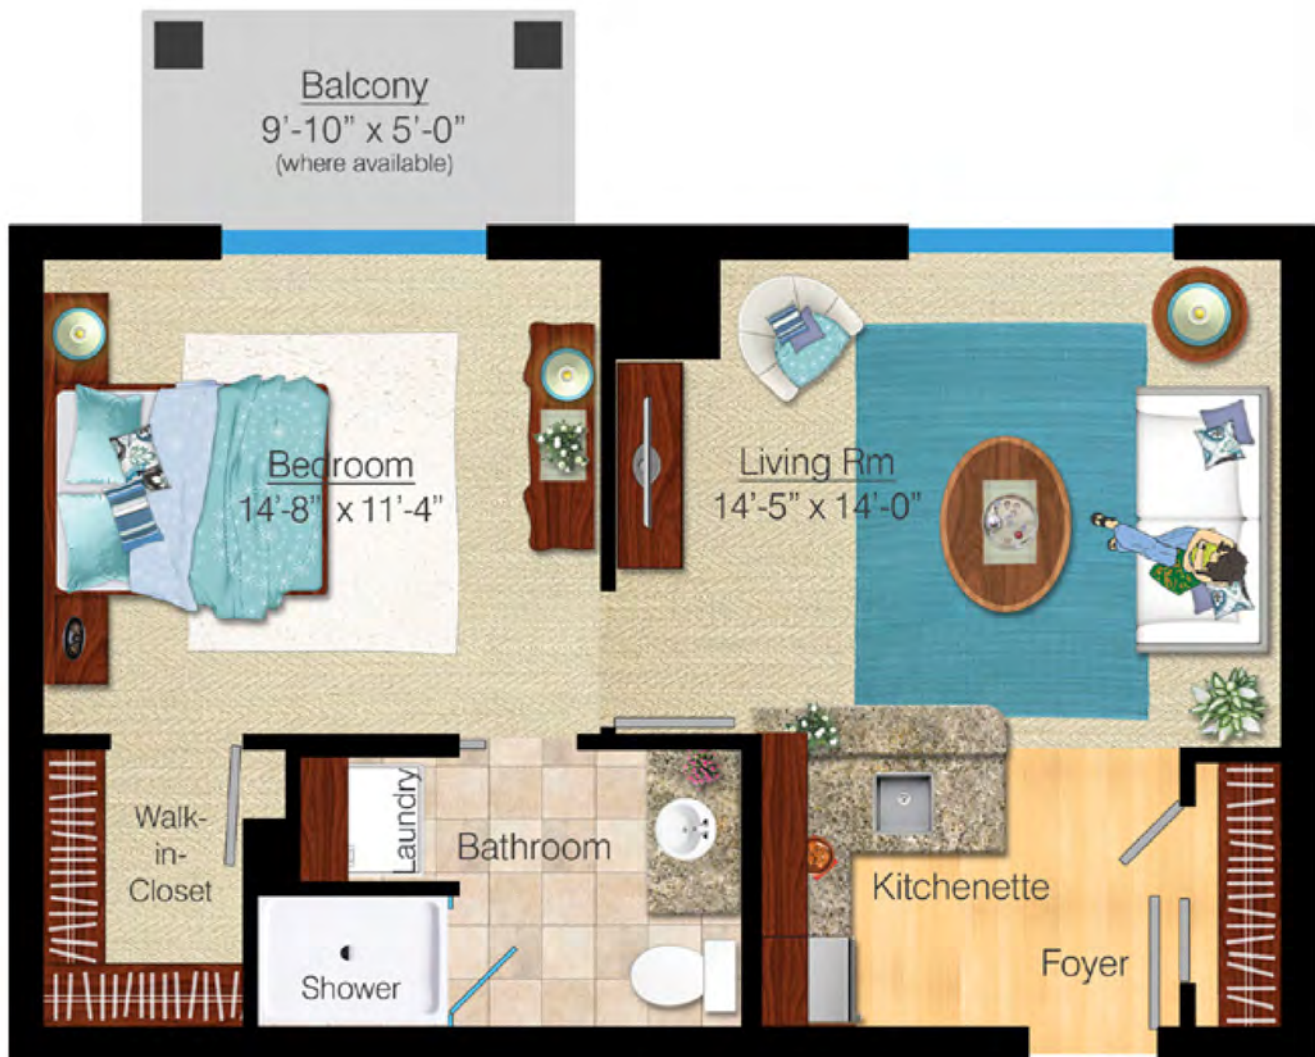 Balcony
9’-10” x 5’-0”
(where available)
Bedroom
14’-8” x 11’-4”
Living Rm
14’-5” x 14’-0”
Walk-
in-
Closet
Laundry
Bathroom
Shower
Kitchenette
Foyer